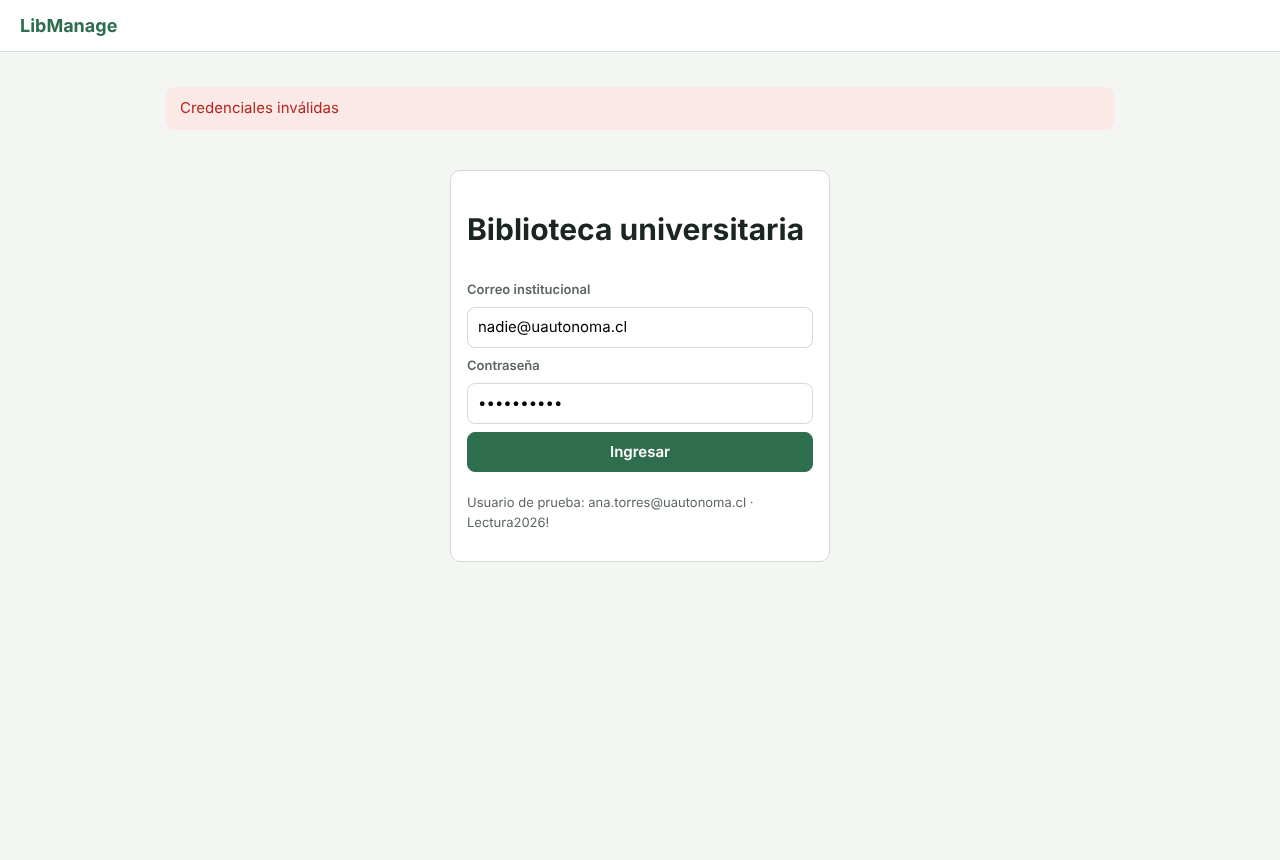 LibManage
Credenciales inválidas
Biblioteca universitaria
Correo institucional
nadie@uautonoma.cl
Contraseña
••••••••••
Ingresar
Usuario de prueba: ana.torres@uautonoma.cl ·
Lectura2026!